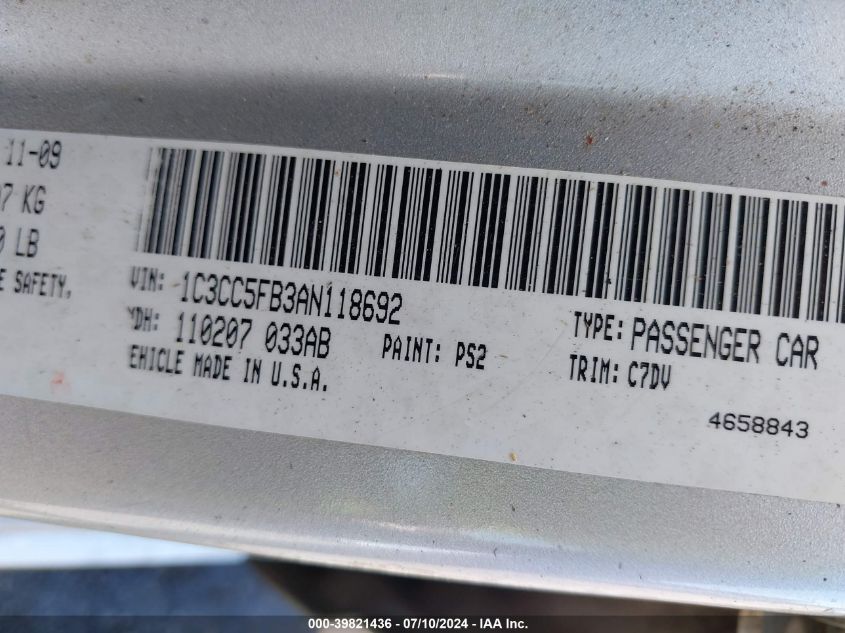 11-09
7 KG
0 LB
E SAFETY,
VIN: 1C3CC5FB3AN118692
MDH: 110207 033AB
PAINT: PS2
EHICLE MADE IN U.S.A.
TYPE: PASSENGER CAR
TRIM: C7DV
4658843
000-39821436 - 07/10/2024 - IAA Inc.